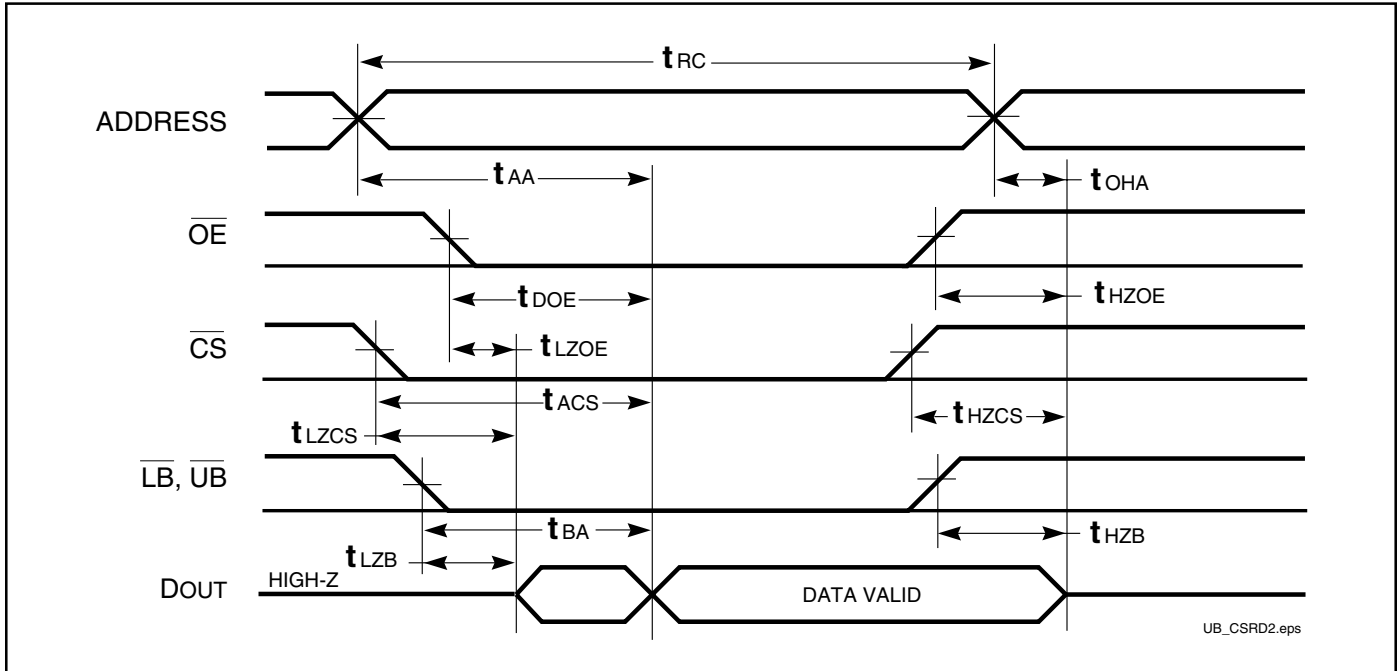 tRC
ADDRESS
tAA
tOHA
OE
tDOE
tHZOE
CS
tLZOE
tACS
tHZCS
tLZCS
LB, UB
tBA
tHZB
tLZB
DOUT
HIGH-Z
DATA VALID
UB_CSRD2.eps